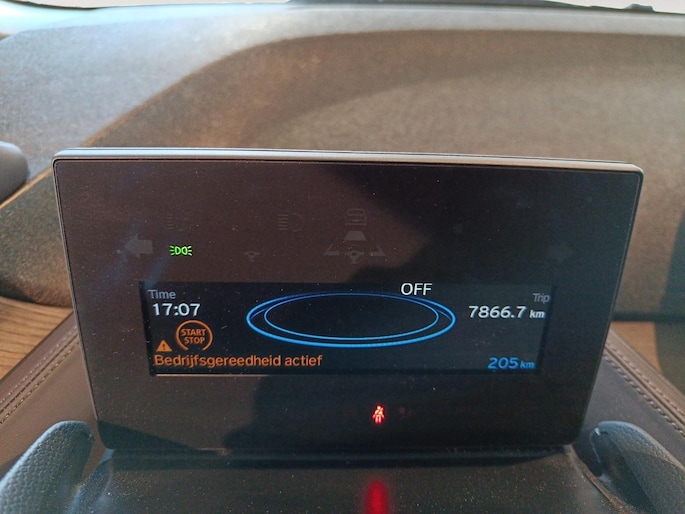 OFF
Time
Trip
17:07
7866.7 km
START
STOP
Bedrijfsgereedheid actief
205 km